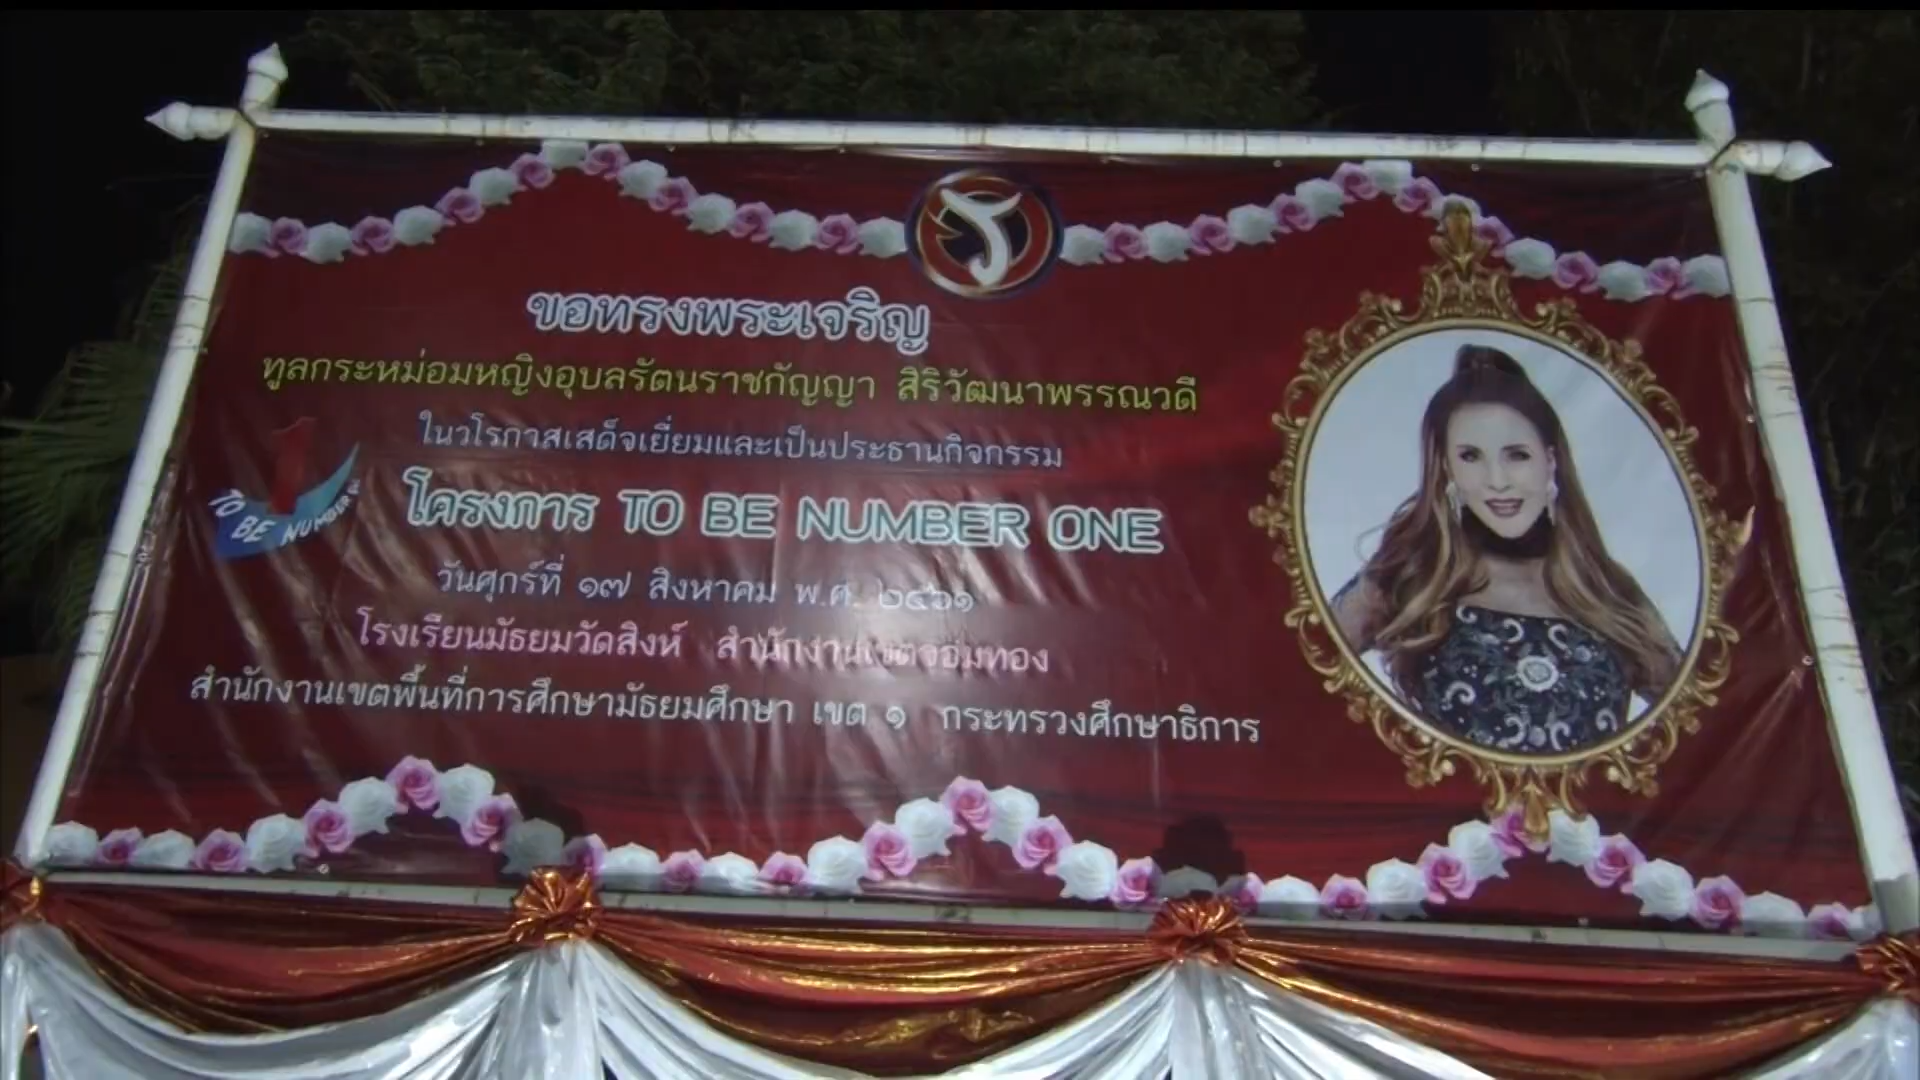 ขอทรงพระเจริญ
ทูลกระหม่อมหญิงอุบลรัตนราชกัญญา สิริวัฒนาพรรณวดี
ในวโรกาสเสด็จเยี่ยมและเป็นประธานกิจกรรม
TO BE NUMBER
โครงการ TO BE NUMBER ONE
วันศุกร์ที่ ๑๗ สิงหาคม พ.ศ. ๒๕๖๑
โรงเรียนมัธยมวัดสิงห์ สำนักงานเขตจอมทอง
สำนักงานเขตพื้นที่การศึกษามัธยมศึกษา เขต ๑ กระทรวงศึกษาธิการ